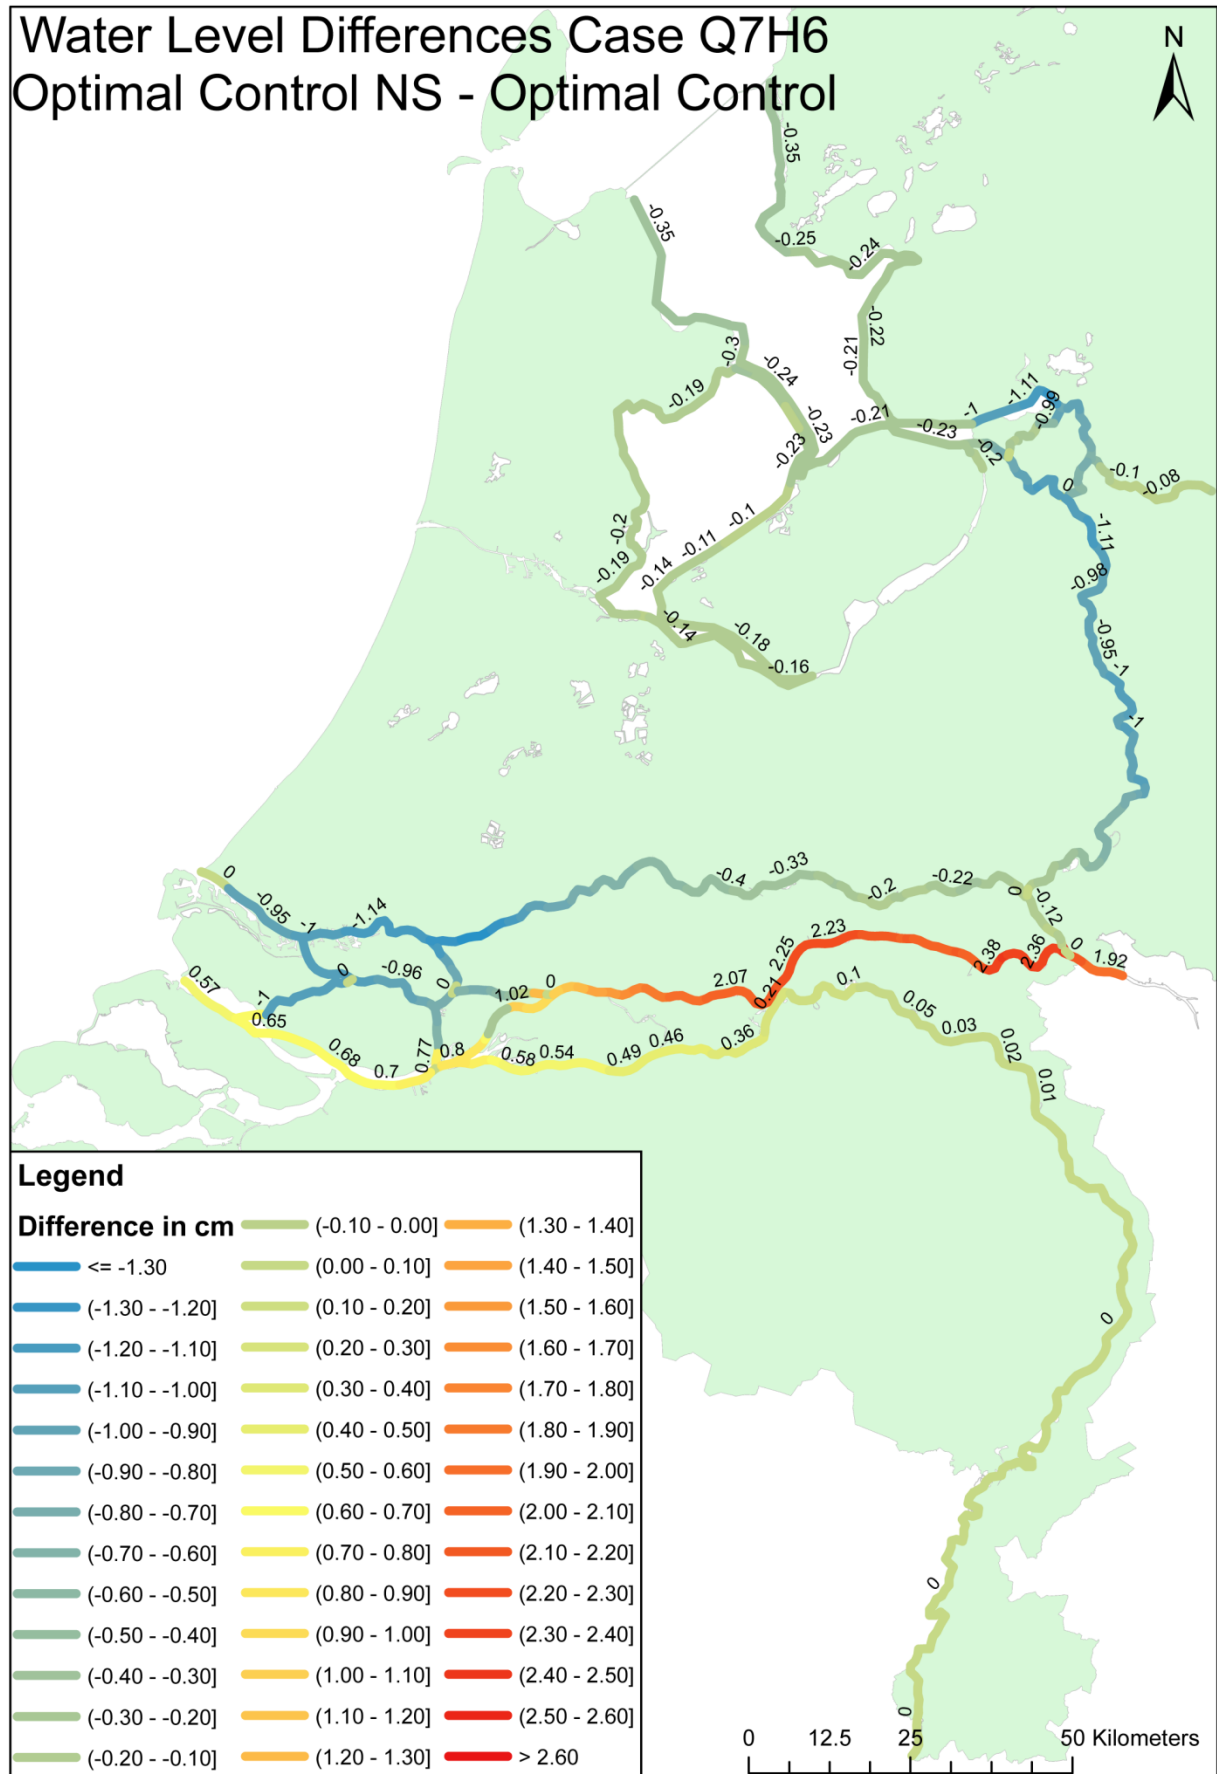 Water Level Differences Case Q7H6
Optimal Control NS - Optimal Control
N
-0.35
-0.35
-0.25
-0.24
-0.22
-0.21
-0.3
-0.24
-0.19
-0.23
-0.23
-0.21
-0.23
-1
-1.11
-0.99
-0.2
0
-0.1
-0.08
-1.11
-0.98
-0.95
-1
-1
-0.2
-0.19
-0.1
-0.11
-0.14
-0.14
-0.18
-0.16
0
-0.95
-1
-1.14
-0.4
-0.33
-0.2
-0.22
0
-0.12
0
1.92
2.36
2.38
2.23
2.25
0.21
2.07
0
1.02
0
-0.96
0
-1
0.57
0.65
0.68
0.7
0.77
0.8
0.58
0.54
0.49
0.46
0.36
0.1
0.05
0.03
0.02
0.01
0
0
0
Legend
Difference in cm
<= -1.30
(-1.30 - -1.20]
(-1.20 - -1.10]
(-1.10 - -1.00]
(-1.00 - -0.90]
(-0.90 - -0.80]
(-0.80 - -0.70]
(-0.70 - -0.60]
(-0.60 - -0.50]
(-0.50 - -0.40]
(-0.40 - -0.30]
(-0.30 - -0.20]
(-0.20 - -0.10]
(-0.10 - 0.00]
(0.00 - 0.10]
(0.10 - 0.20]
(0.20 - 0.30]
(0.30 - 0.40]
(0.40 - 0.50]
(0.50 - 0.60]
(0.60 - 0.70]
(0.70 - 0.80]
(0.80 - 0.90]
(0.90 - 1.00]
(1.00 - 1.10]
(1.10 - 1.20]
(1.20 - 1.30]
(1.30 - 1.40]
(1.40 - 1.50]
(1.50 - 1.60]
(1.60 - 1.70]
(1.70 - 1.80]
(1.80 - 1.90]
(1.90 - 2.00]
(2.00 - 2.10]
(2.10 - 2.20]
(2.20 - 2.30]
(2.30 - 2.40]
(2.40 - 2.50]
(2.50 - 2.60]
> 2.60
0 12.5 25 50 Kilometers